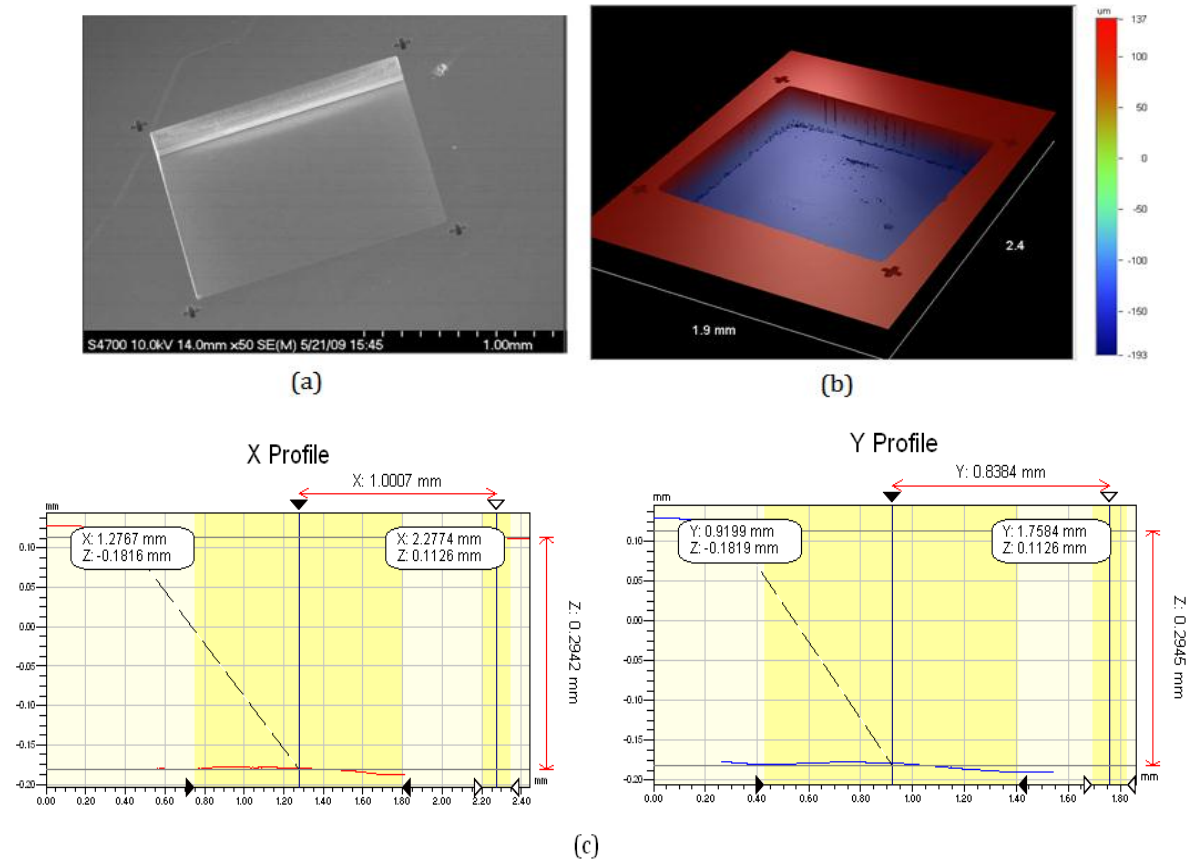 S4700 10.0kV 14.0mm x50 SE(M) 5/21/09 15:45 1.00mm
(a)
um
137
100
50
0
-50
-100
-150
-193
1.9 mm
2.4
(b)
X Profile
X: 1.0007 mm
mm
X: 1.2767 mm
Z: -0.1816 mm
X: 2.2774 mm
Z: 0.1126 mm
0.10
0.05
0.00
-0.05
-0.10
-0.15
-0.20
mm
0.00 0.20 0.40 0.60 0.80 1.00 1.20 1.40 1.60 1.80 2.00 2.20 2.40
Z: 0.2942 mm
Y Profile
Y: 0.8384 mm
mm
Y: 0.9199 mm
Z: -0.1819 mm
Y: 1.7584 mm
Z: 0.1126 mm
0.10
0.05
0.00
-0.05
-0.10
-0.15
-0.20
mm
0.00 0.20 0.40 0.60 0.80 1.00 1.20 1.40 1.60 1.80
Z: 0.2945 mm
(c)